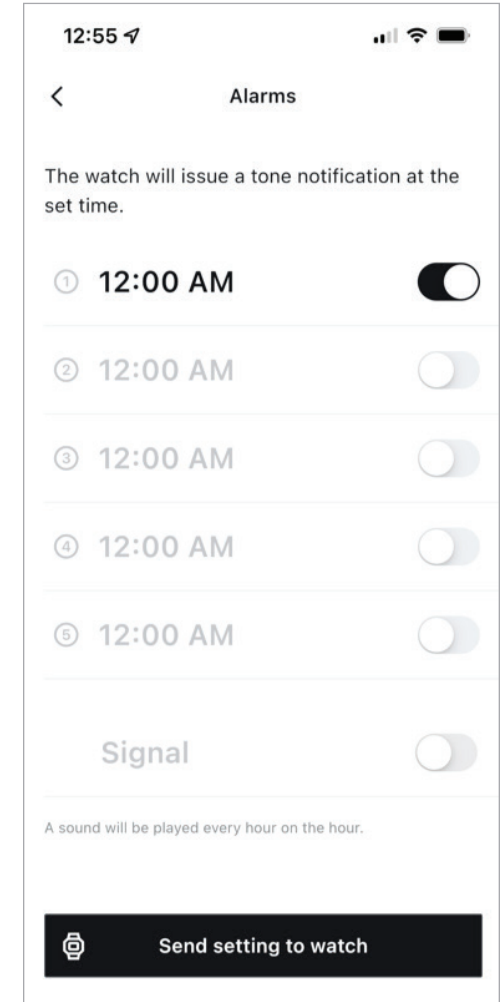 12:55
Alarms
The watch will issue a tone notification at the
set time.
1 12:00 AM
2 12:00 AM
3 12:00 AM
4 12:00 AM
5 12:00 AM
Signal
A sound will be played every hour on the hour.
Send setting to watch